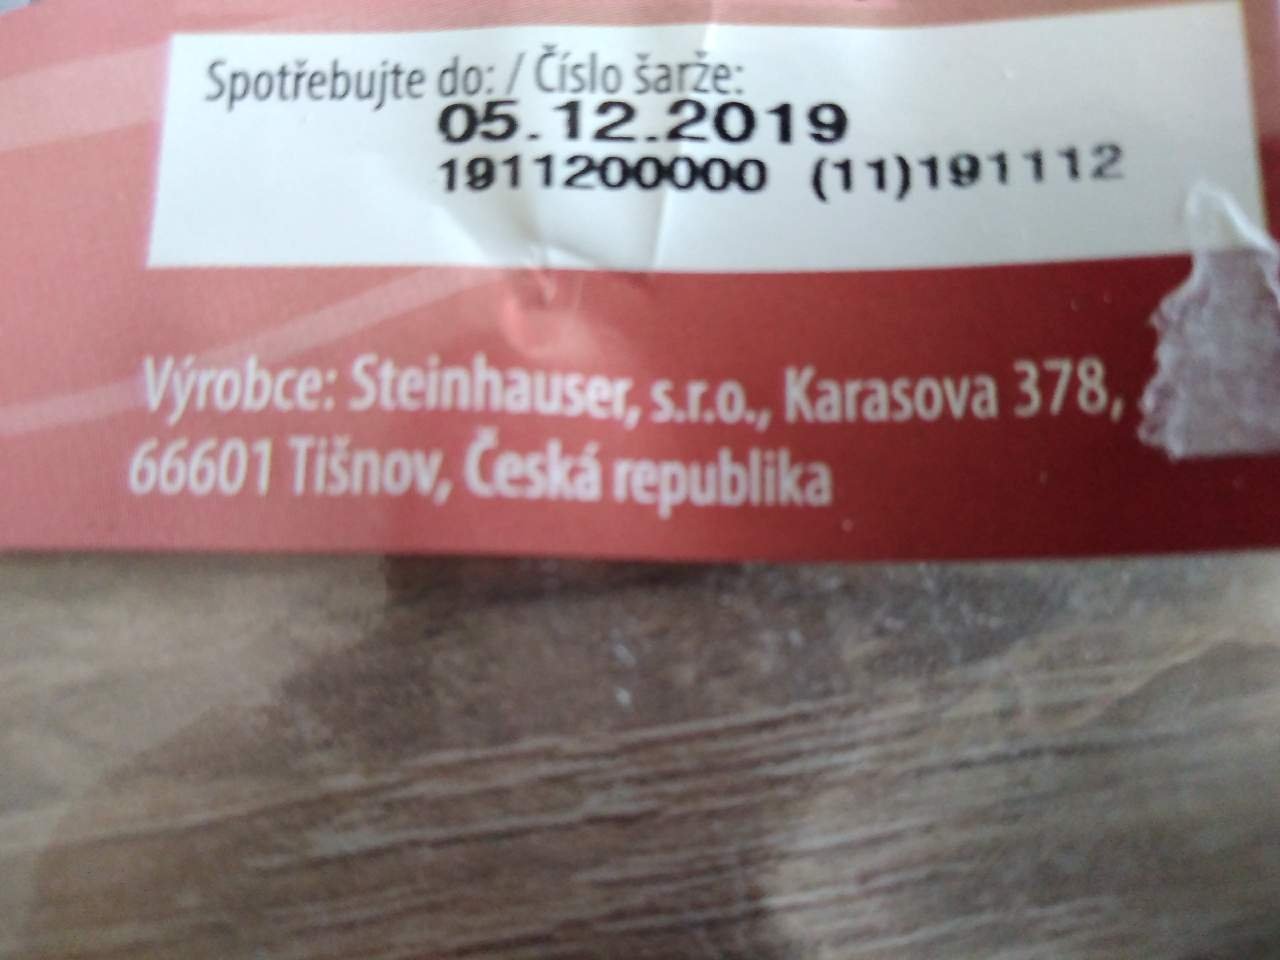 Spotřebujte do: / Číslo šarže:
05.12.2019
1911200000 (11)191112
Výrobce: Steinhauser, s.r.o., Karasova 378,
66601 Tišnov, Česká republika